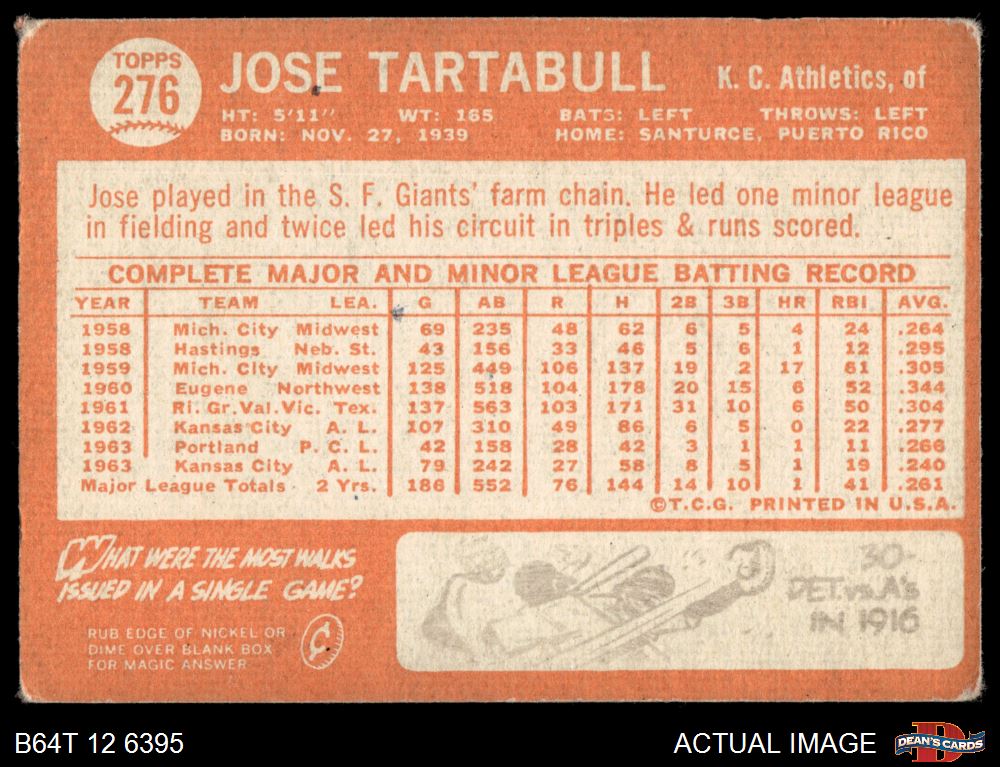 TOPPS
276
JOSE TARTABULL
K. C. Athletics, of
HT: 5'11" WT: 165 BATS: LEFT THROWS: LEFT
BORN: NOV. 27, 1939 HOME: SANTURCE, PUERTO RICO
Jose played in the S. F. Giants' farm chain. He led one minor league
in fielding and twice led his circuit in triples & runs scored.
COMPLETE MAJOR AND MINOR LEAGUE BATTING RECORD
YEAR TEAM LEA. G AB R H 2B 3B HR RBI AVG.
1958 Mich. City Midwest 69 235 48 62 6 5 4 24 .264
1958 Hastings Neb. St. 43 156 33 46 5 6 1 12 .295
1959 Mich. City Midwest 125 449 106 137 19 2 17 61 .305
1960 Eugene Northwest 138 518 104 178 20 15 6 52 .344
1961 Ri. Gr. Val. Vic. Tex. 137 563 103 171 31 10 6 50 .304
1962 Kansas City A. L. 107 310 49 86 6 5 0 22 .277
1963 Portland P. C. L. 42 158 28 42 3 1 1 11 .266
1963 Kansas City A. L. 79 242 27 58 8 5 1 19 .240
Major League Totals 2 Yrs. 186 552 76 144 14 10 1 41 .261
©T.C.G. PRINTED IN U.S.A.
WHAT WERE THE MOST WALKS
ISSUED IN A SINGLE GAME?
RUB EDGE OF NICKEL OR
DIME OVER BLANK BOX
FOR MAGIC ANSWER
30-
DET. vs. A's
IN 1916
B64T 12 6395
ACTUAL IMAGE
D
DEAN'S CARDS